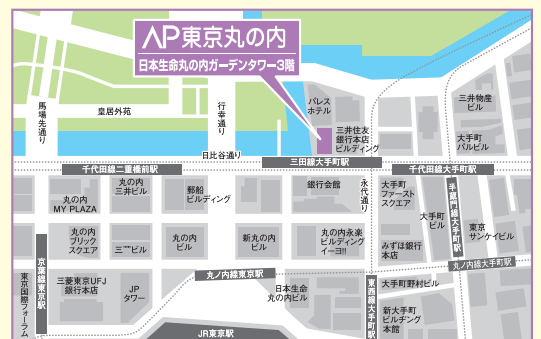 AP東京丸の内
日本生命丸の内ガーデンタワー3階
馬場先通り
皇居外苑
行幸通り
パレス
ホテル
三井住友
銀行本店
ビルディング
三井物産
ビル
大手町
パルビル
日比谷通り
千代田線二重橋前駅
三田線大手町駅
千代田線大手町駅
丸の内
MY PLAZA
丸の内
三井ビル
郵船
ビルディング
銀行会館
永代通り
大手町
ファースト
スクエア
大手町
ビル
半蔵門線大手町駅
東京
サンケイビル
丸の内
ブリック
スクエア
三菱ビル
丸の内
ビル
新丸の内
ビル
丸の内永楽
ビルディング
イーヨ!!
みずほ銀行
本店
京葉線東京駅
東京国際フォーラム
三菱東京UFJ
銀行本店
JP
タワー
丸ノ内線東京駅
日本生命
丸の内ビル
東西線大手町駅
丸ノ内線大手町駅
大手町野村ビル
新大手町
ビルヂング
本館
JR東京駅